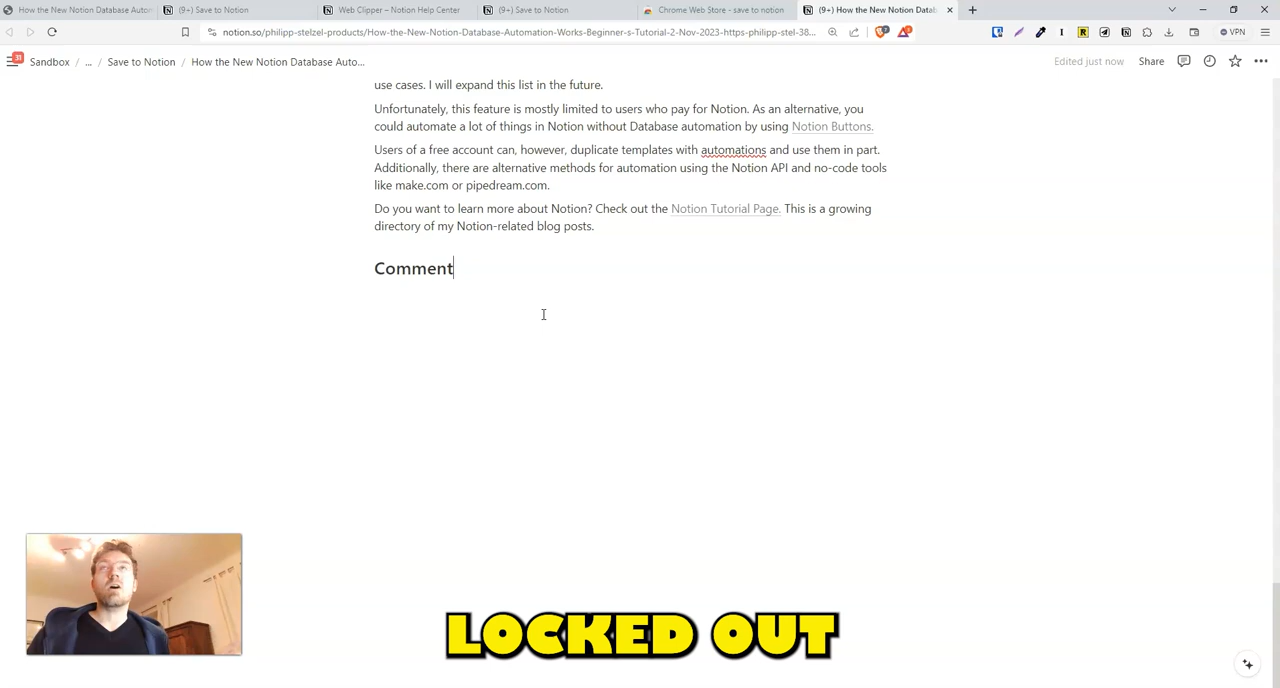 How the New Notion Database Autom
(9+) Save to Notion
Web Clipper – Notion Help Center
(9+) Save to Notion
Chrome Web Store - save to notion
(9+) How the New Notion Datab
notion.so/philipp-stelzel-products/How-the-New-Notion-Database-Automation-Works-Beginner-s-Tutorial-2-Nov-2023-https-philipp-stel-38...
VPN
31
Sandbox / ... / Save to Notion / How the New Notion Database Auto...
Edited just now
Share
use cases. I will expand this list in the future.
Unfortunately, this feature is mostly limited to users who pay for Notion. As an alternative, you
could automate a lot of things in Notion without Database automation by using Notion Buttons.
Users of a free account can, however, duplicate templates with automations and use them in part.
Additionally, there are alternative methods for automation using the Notion API and no-code tools
like make.com or pipedream.com.
Do you want to learn more about Notion? Check out the Notion Tutorial Page. This is a growing
directory of my Notion-related blog posts.
Comment
LOCKED OUT